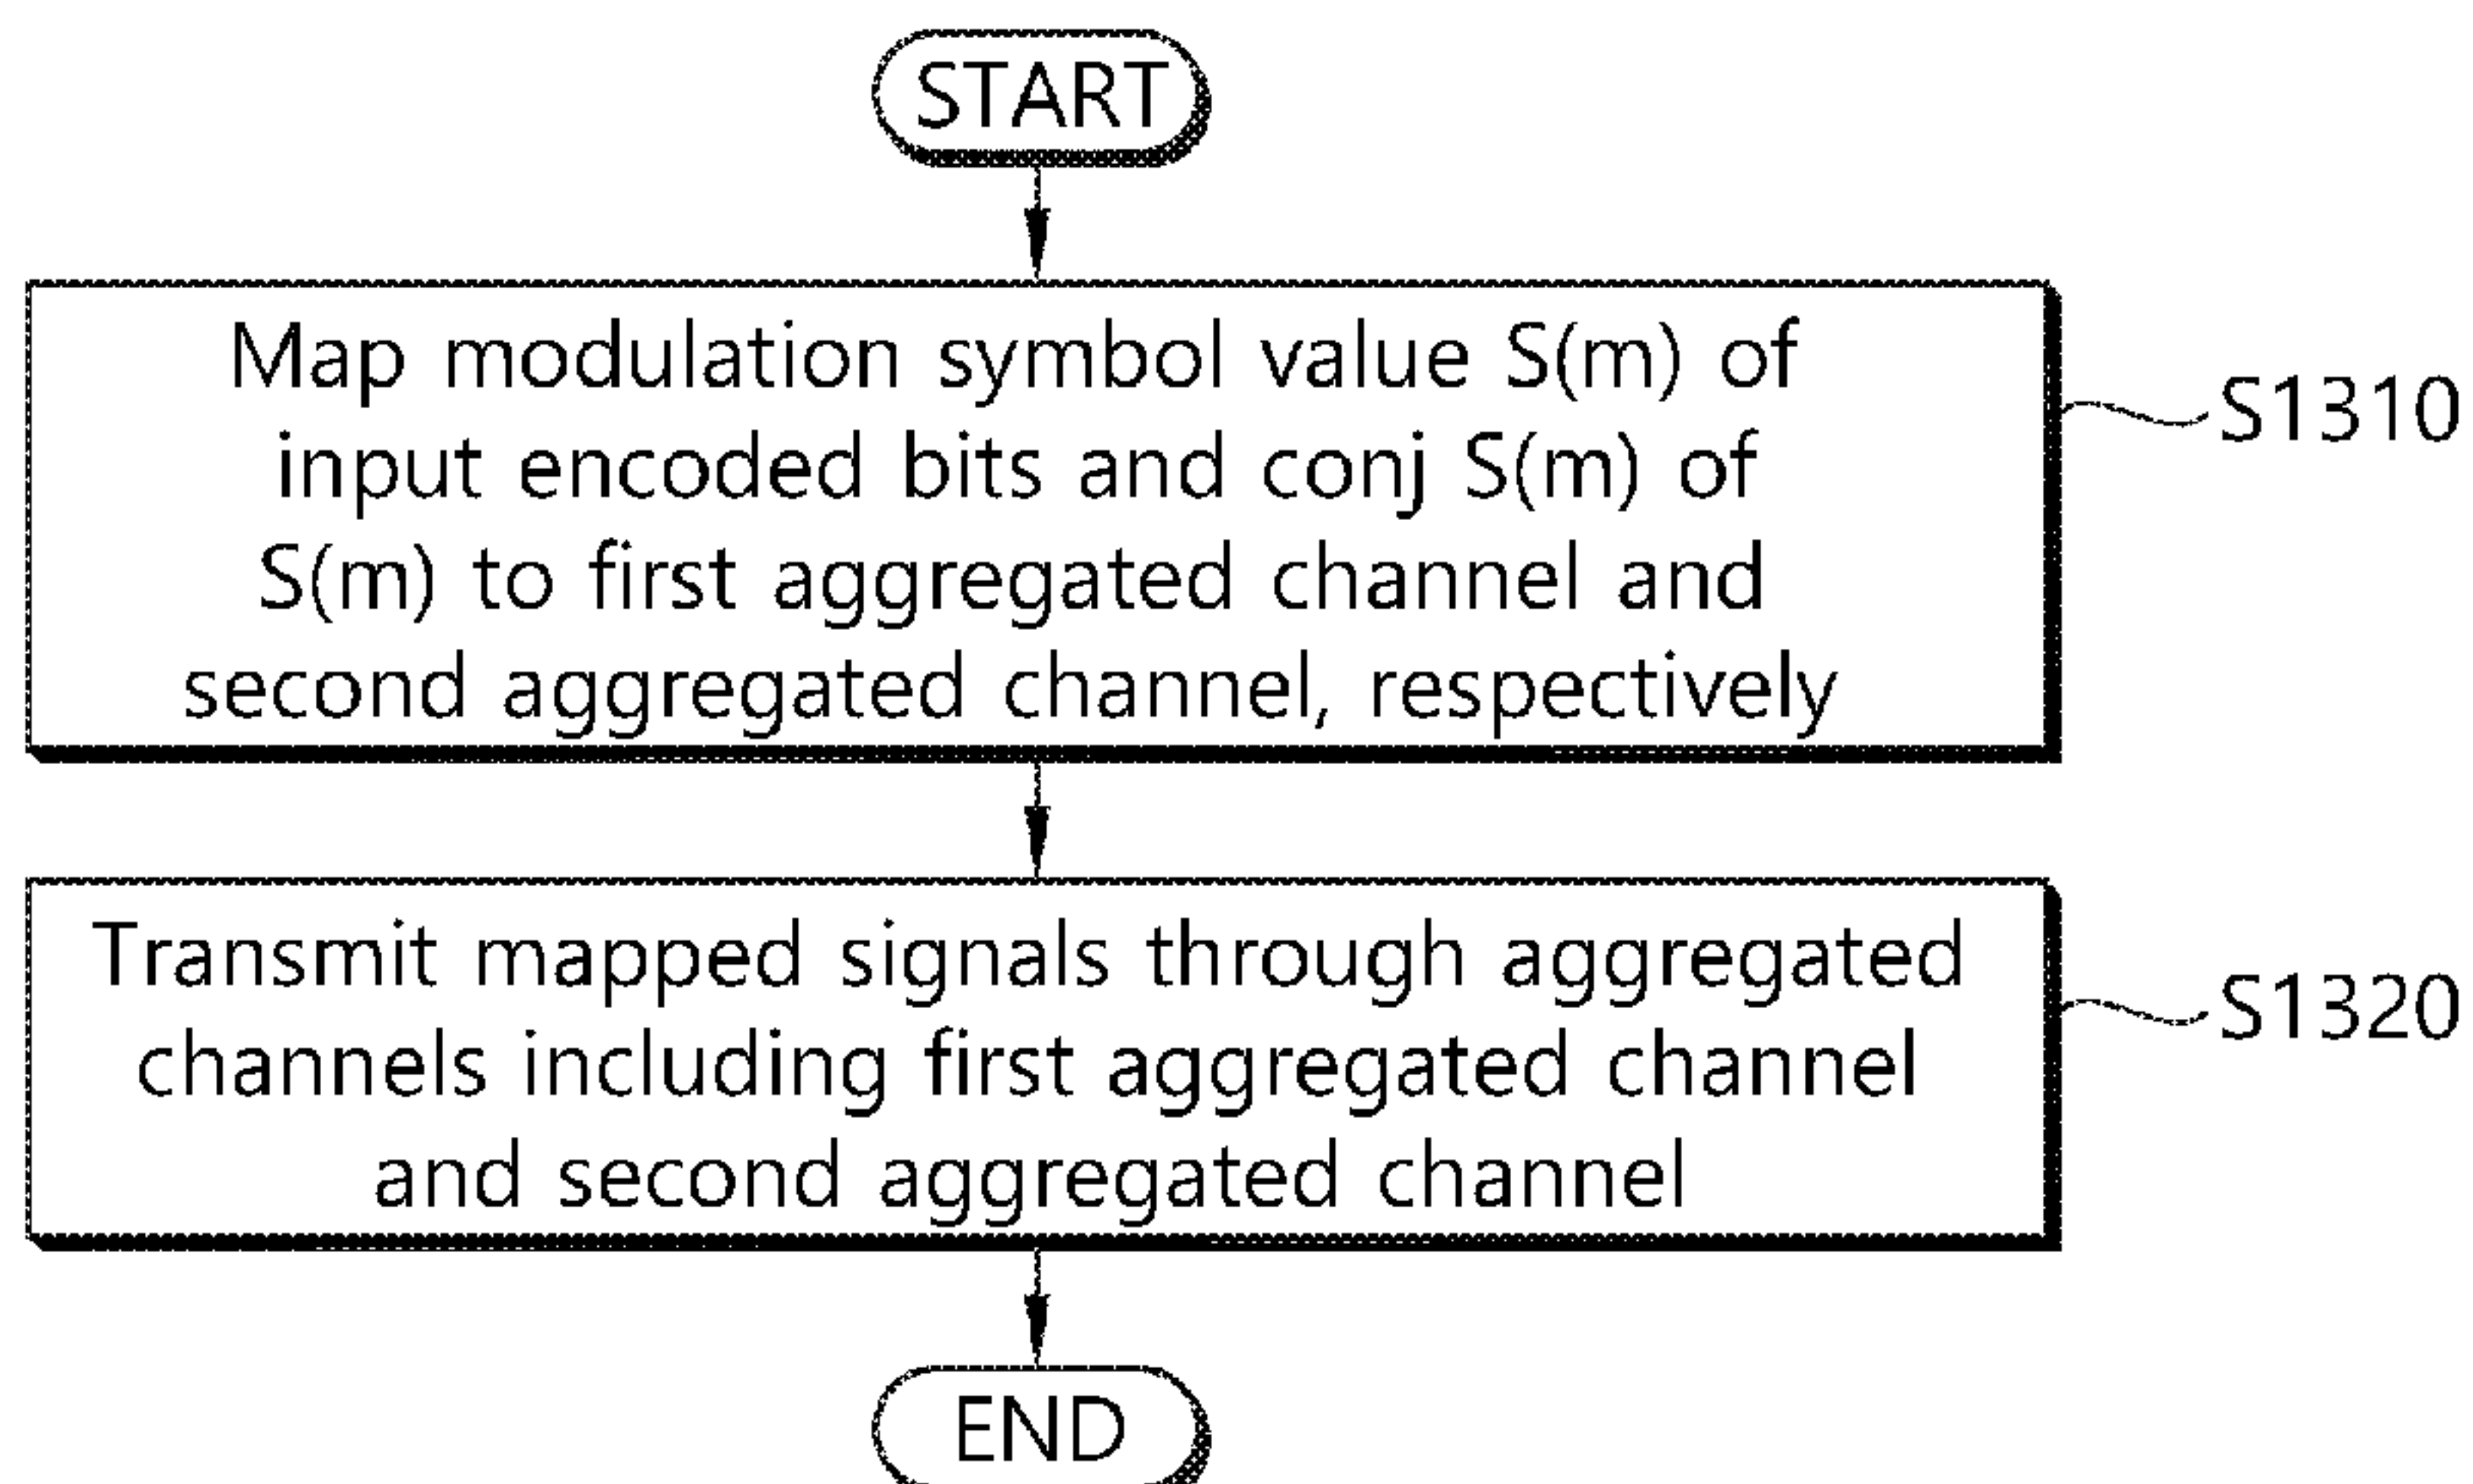 START
Map modulation symbol value S(m) of
input encoded bits and conj S(m) of
S(m) to first aggregated channel and
second aggregated channel, respectively
S1310
Transmit mapped signals through aggregated
channels including first aggregated channel
and second aggregated channel
S1320
END